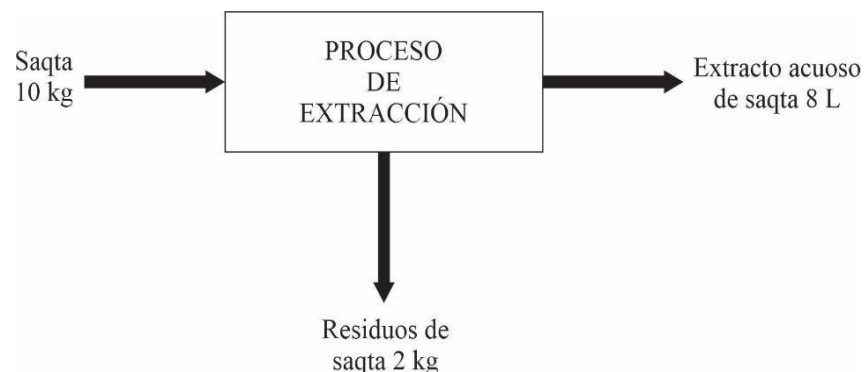 Saqta
10 kg
PROCESO
DE
EXTRACCIÓN
Extracto acuoso
de saqta 8 L
Residuos de
saqta 2 kg